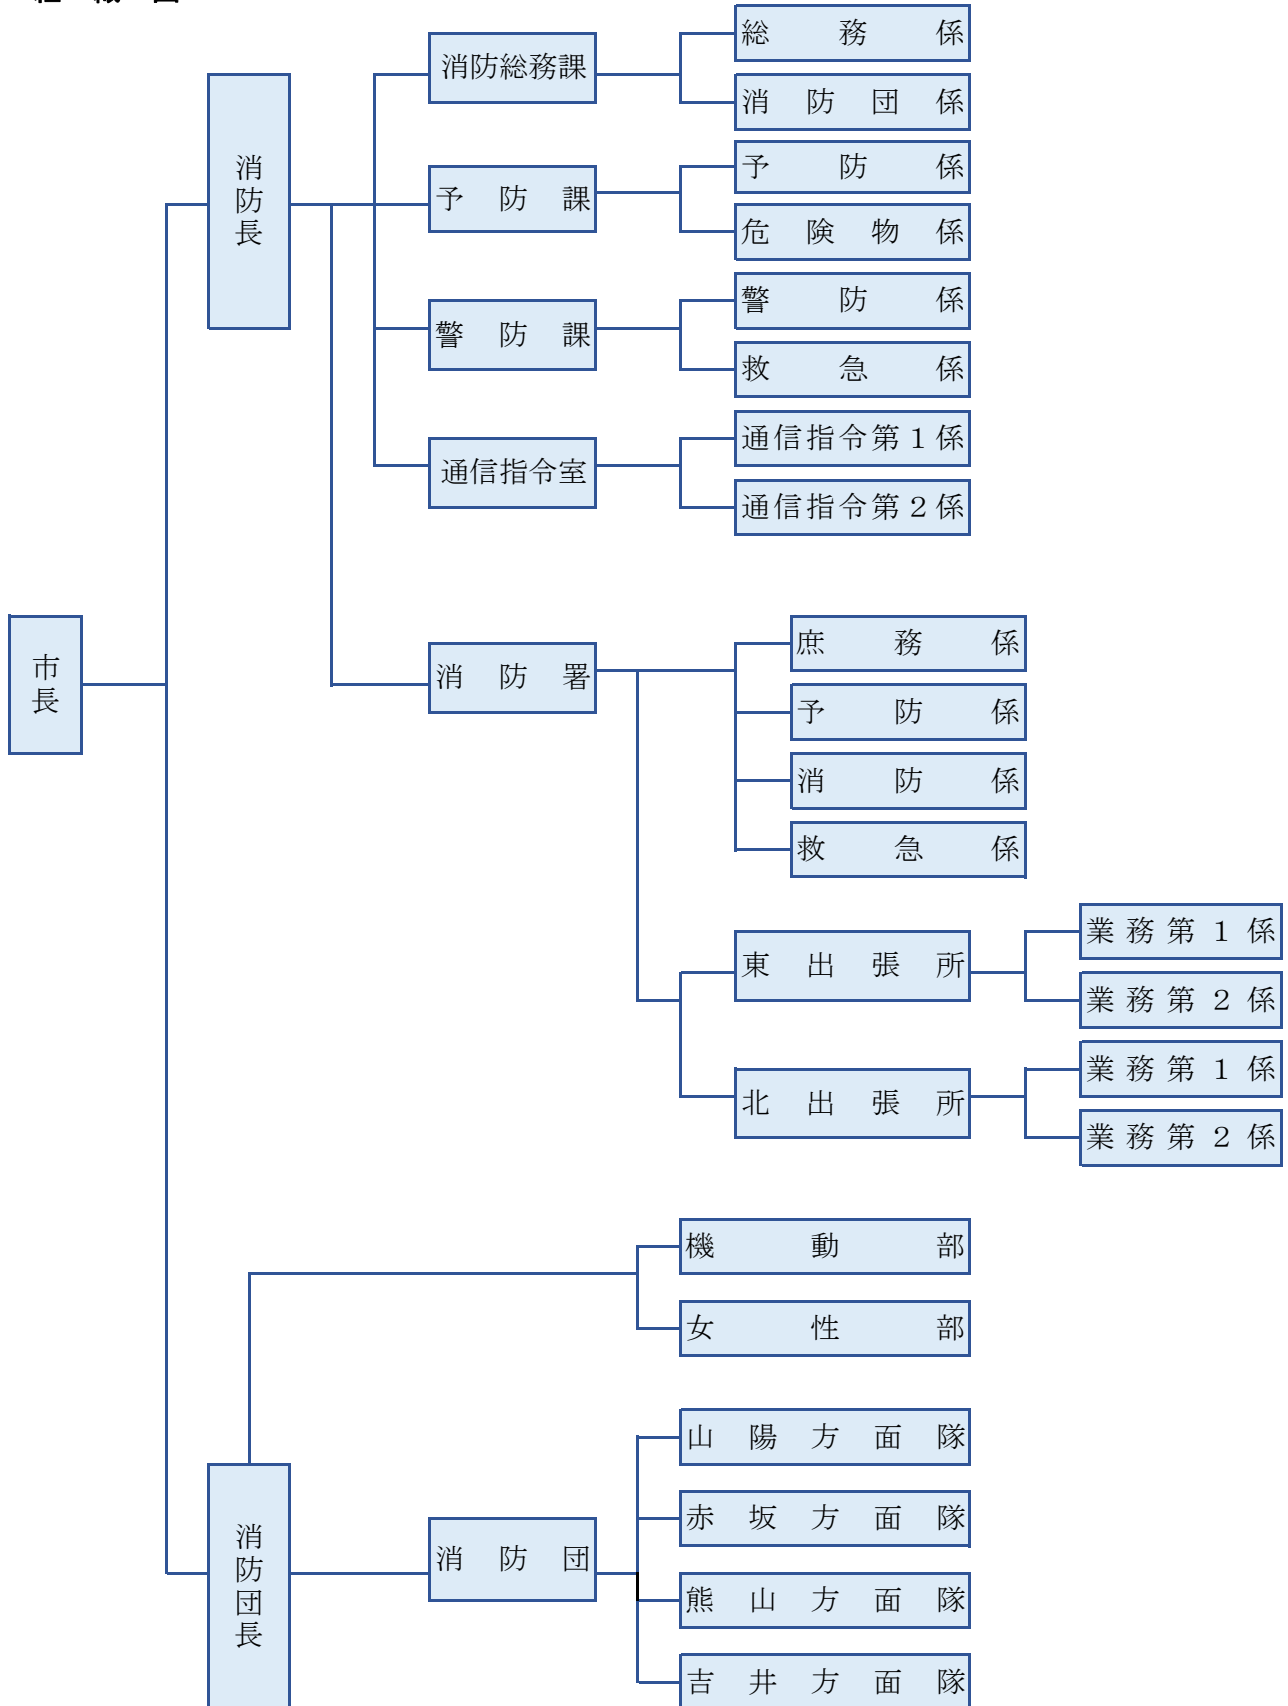 組織図
総務係
消防総務課
消防団係
消防長
予防係
予防課
危険物係
警防係
警防課
救急係
通信指令第１係
通信指令室
通信指令第２係
市長
消防署
庶務係
予防係
消防係
救急係
東出張所
業務第１係
業務第２係
北出張所
業務第１係
業務第２係
機動部
女性部
消防団長
消防団
山陽方面隊
赤坂方面隊
熊山方面隊
吉井方面隊